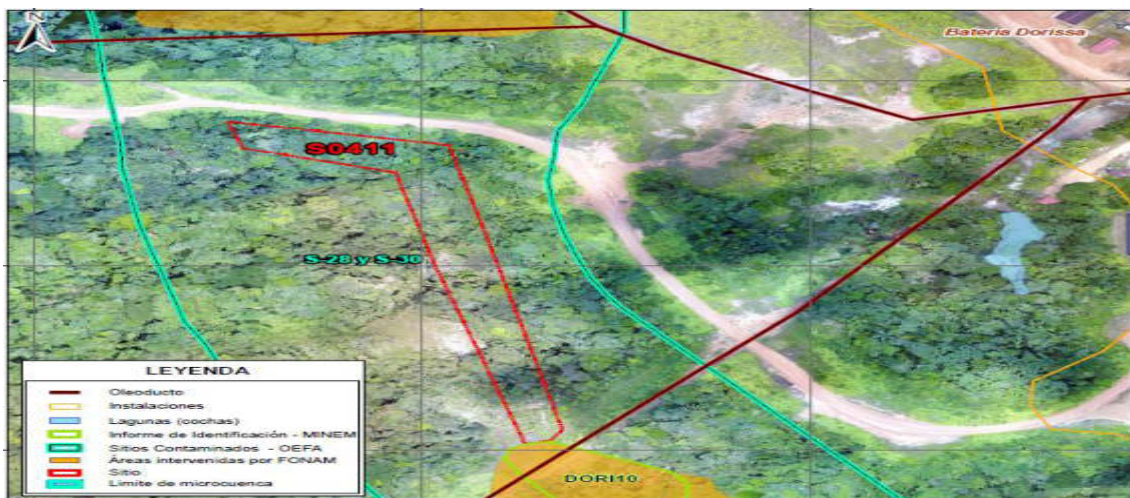 N
Batería Dorissa
S0411
S-28 y S-30
LEYENDA
Oleoducto
Instalaciones
Lagunas (cochas)
Informe de Identificación - MINEM
Sitios Contaminados - OEFA
Áreas intervenidas por FONAM
Sitio
Límite de microcuenca
DORI10